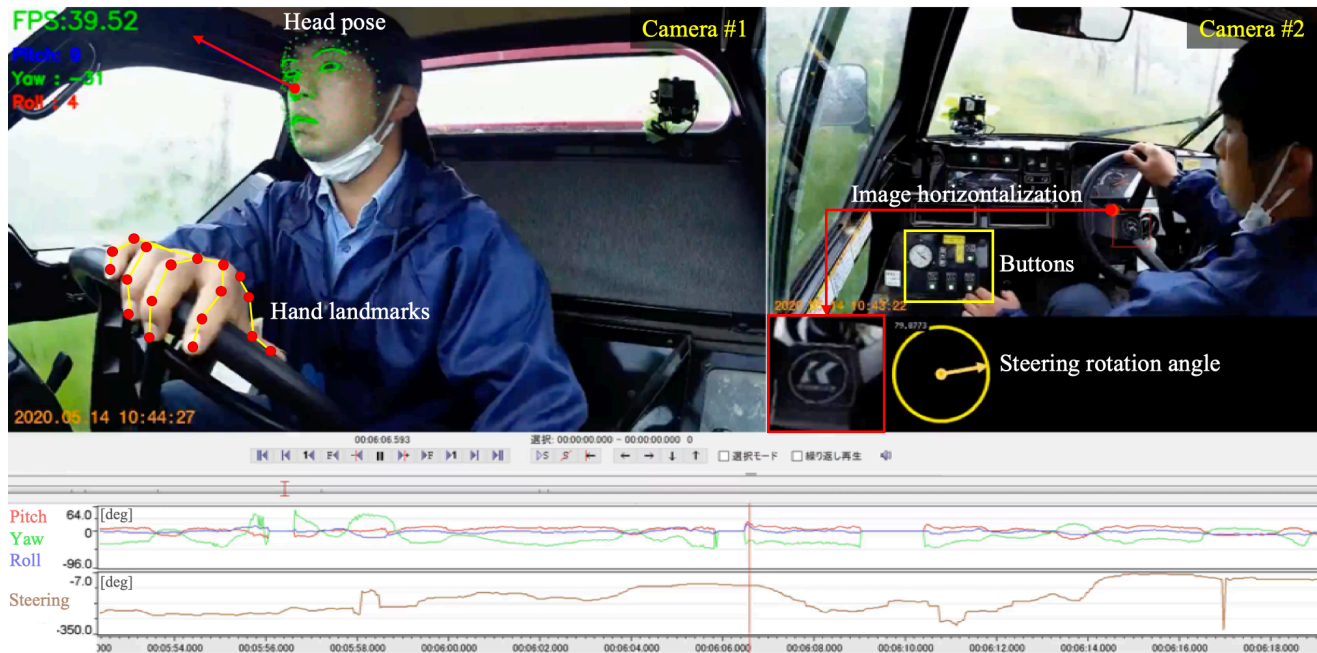 FPS:39.52
Pitch: 9
Yaw : -31
Roll : 4
Head pose
Camera #1
Hand landmarks
2020.05.14 10:44:27
Camera #2
Image horizontalization
Buttons
79.8773
Steering rotation angle
00:06:06.593
選択: 00:00:00.000 - 00:00:00.000 0
S S
選択モード
繰り返し再生
Pitch
Yaw
Roll
64.0
0
-96.0
[deg]
Steering
-7.0
-350.0
[deg]
00:05:54.000 00:05:56.000 00:05:58.000 00:06:00.000 00:06:02.000 00:06:04.000 00:06:06.000 00:06:08.000 00:06:10.000 00:06:12.000 00:06:14.000 00:06:16.000 00:06:18.000